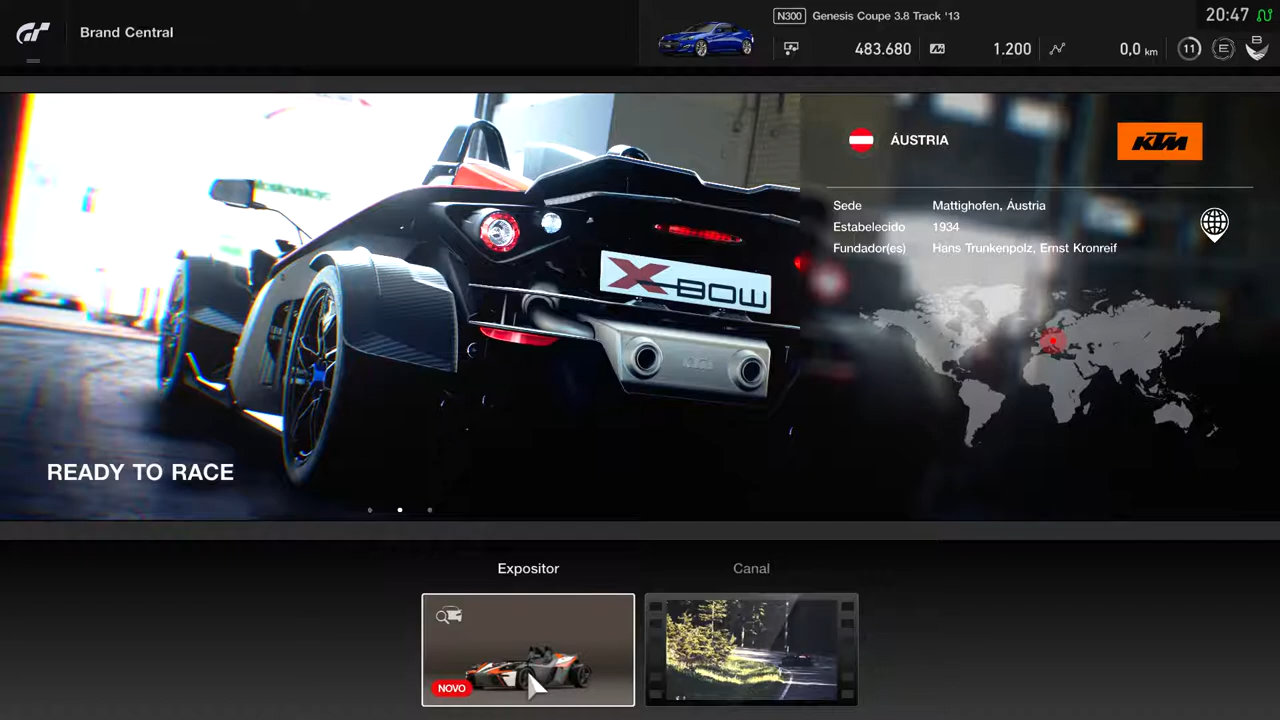 GT
Brand Central
N300 Genesis Coupe 3.8 Track '13
483.680
1.200
0,0 km
11
E
B
20:47
ÁUSTRIA
KTM
Sede Mattighofen, Áustria
Estabelecido 1934
Fundador(es) Hans Trunkenpolz, Ernst Kronreif
X-BOW
READY TO RACE
Expositor
Canal
NOVO